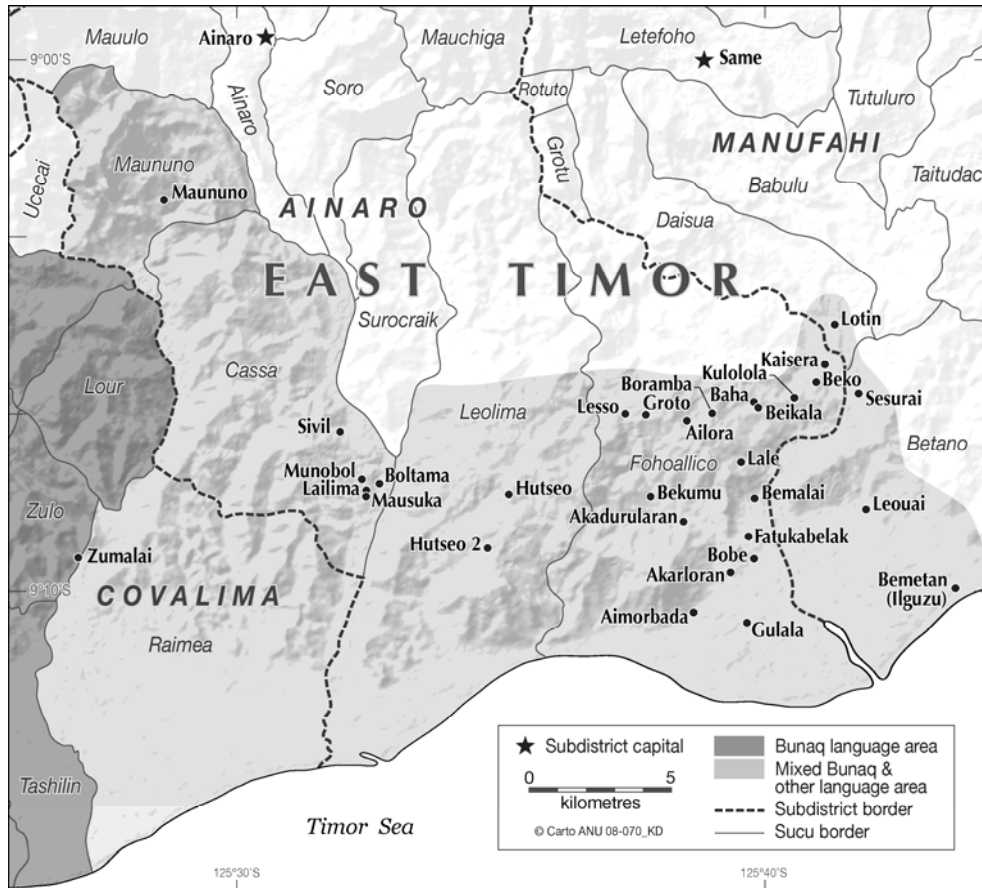 Mauulo
Ainaro
Mauchiga
Letefoho
Same
9°00'S
Ainaro
Soro
Rotuto
Tutuluro
Ucecai
Maununo
Maununo
Grotu
MANUFAHI
Taitudac
AINARO
Babulu
Daisua
EAST TIMOR
Surocraik
Lotin
Cassa
Kaisera
Lour
Kulolola
Beko
Boramba
Baha
Leolima
Lesso
Groto
Beikala
Sesurai
Sivil
Ailora
Betano
Fohoallico
Lale
Munobol
Boltama
Lailima
Mausuka
Hutseo
Bekumu
Bemalai
Zulo
Leouai
Akadurularan
Fatukabelak
Hutseo 2
Zumalai
Bobe
Akarloran
9°10'S
COVALIMA
Bemetan
(Ilguzu)
Aimorbada
Raimea
Gulala
Tashilin
Timor Sea
Subdistrict capital
0 5
kilometres
© Carto ANU 08-070_KD
Bunaq language area
Mixed Bunaq &
other language area
Subdistrict border
Sucu border
125°30'S
125°40'S